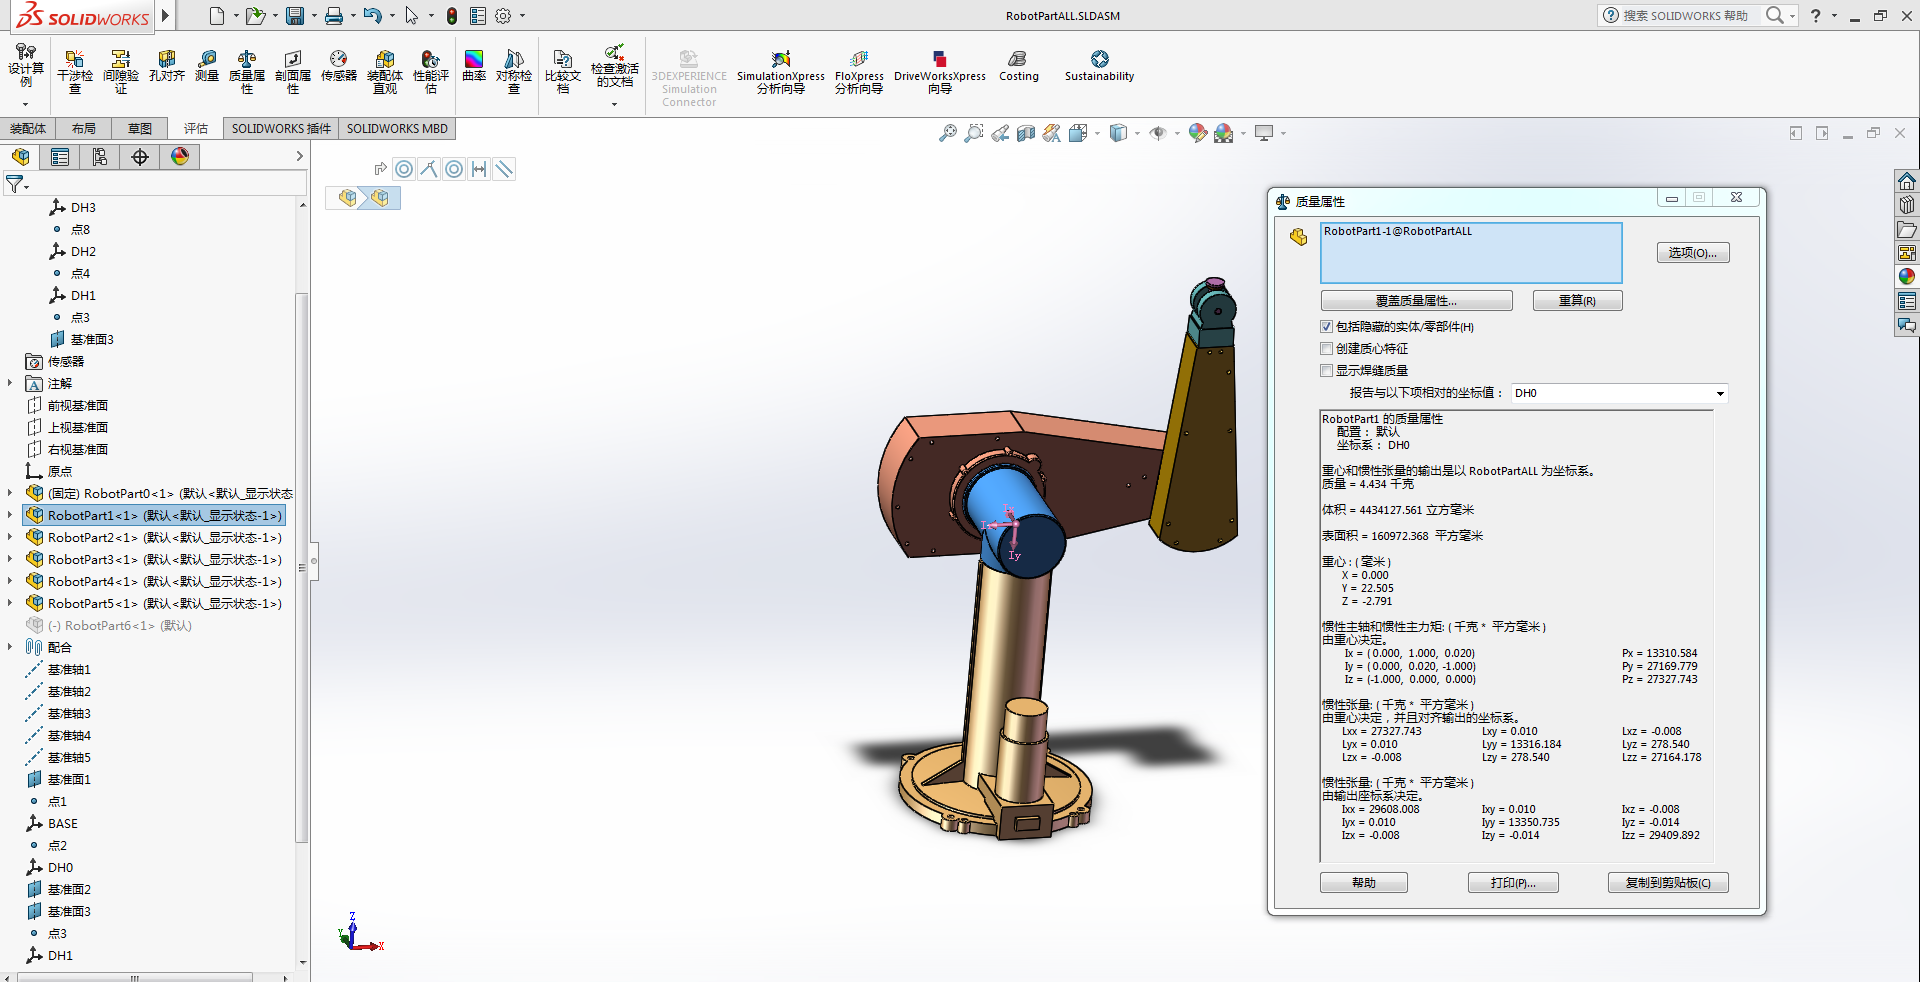 SOLIDWORKS
RobotPartALL.SLDASM
搜索 SOLIDWORKS 帮助
设计算例
干涉检查
间隙验证
孔对齐
测量
质量属性
剖面属性
传感器
装配体直观
性能评估
曲率
对称检查
比较文档
检查激活的文档
3DEXPERIENCE Simulation Connector
SimulationXpress 分析向导
FloXpress 分析向导
DriveWorksXpress 向导
Costing
Sustainability
装配体
布局
草图
评估
SOLIDWORKS 插件
SOLIDWORKS MBD
DH3
点8
DH2
点4
DH1
点3
基准面3
传感器
注解
前视基准面
上视基准面
右视基准面
原点
(固定) RobotPart0<1> (默认<默认_显示状态
RobotPart1<1> (默认<默认_显示状态-1>)
RobotPart2<1> (默认<默认_显示状态-1>)
RobotPart3<1> (默认<默认_显示状态-1>)
RobotPart4<1> (默认<默认_显示状态-1>)
RobotPart5<1> (默认<默认_显示状态-1>)
(-) RobotPart6<1> (默认)
配合
基准轴1
基准轴2
基准轴3
基准轴4
基准轴5
基准面1
点1
BASE
点2
DH0
基准面2
基准面3
点3
DH1
Iy
Z
Y
X
质量属性
RobotPart1-1@RobotPartALL
选项(O)...
覆盖质量属性...
重算(R)
包括隐藏的实体/零部件(H)
创建质心特征
显示焊缝质量
报告与以下项相对的坐标值： DH0
RobotPart1 的质量属性
配置： 默认
坐标系： DH0
重心和惯性张量的输出是以 RobotPartALL 为坐标系。
质量 = 4.434 千克
体积 = 4434127.561 立方毫米
表面积 = 160972.368 平方毫米
重心 : ( 毫米 )
X = 0.000
Y = 22.505
Z = -2.791
惯性主轴和惯性主力矩: ( 千克 * 平方毫米 )
由重心决定。
Ix = ( 0.000, 1.000, 0.020) Px = 13310.584
Iy = ( 0.000, 0.020, -1.000) Py = 27169.779
Iz = (-1.000, 0.000, 0.000) Pz = 27327.743
惯性张量: ( 千克 * 平方毫米 )
由重心决定，并且对齐输出的坐标系。
Lxx = 27327.743 Lxy = 0.010 Lxz = -0.008
Lyx = 0.010 Lyy = 13316.184 Lyz = 278.540
Lzx = -0.008 Lzy = 278.540 Lzz = 27164.178
惯性张量: ( 千克 * 平方毫米 )
由输出座标系决定。
Ixx = 29608.008 Ixy = 0.010 Ixz = -0.008
Iyx = 0.010 Iyy = 13350.735 Iyz = -0.014
Izx = -0.008 Izy = -0.014 Izz = 29409.892
帮助
打印(P)...
复制到剪贴板(C)